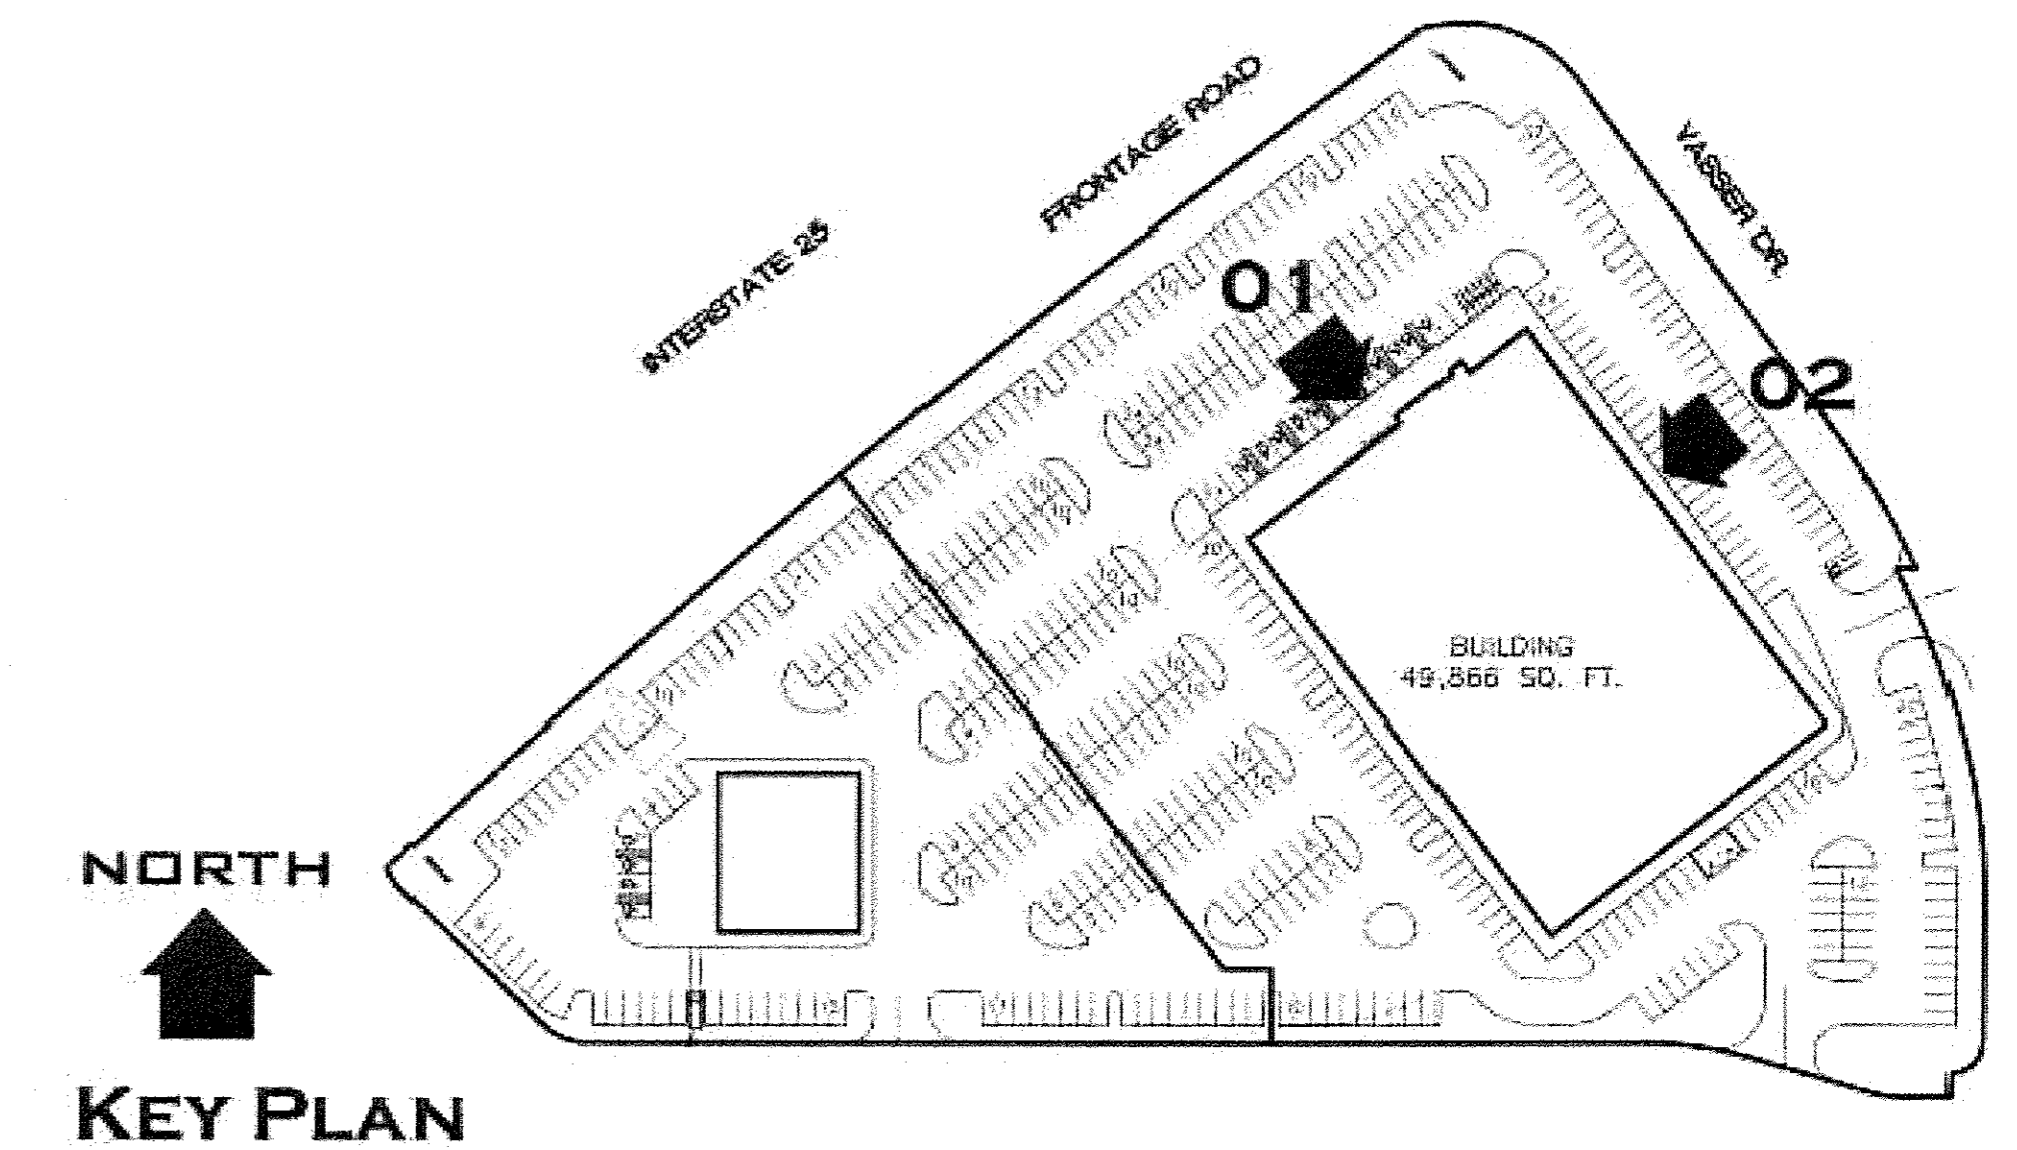 FRONTAGE ROAD
VASSER DR.
INTERSTATE 25
01
02
BUILDING
49,866 SQ. FT.
NORTH
KEY PLAN